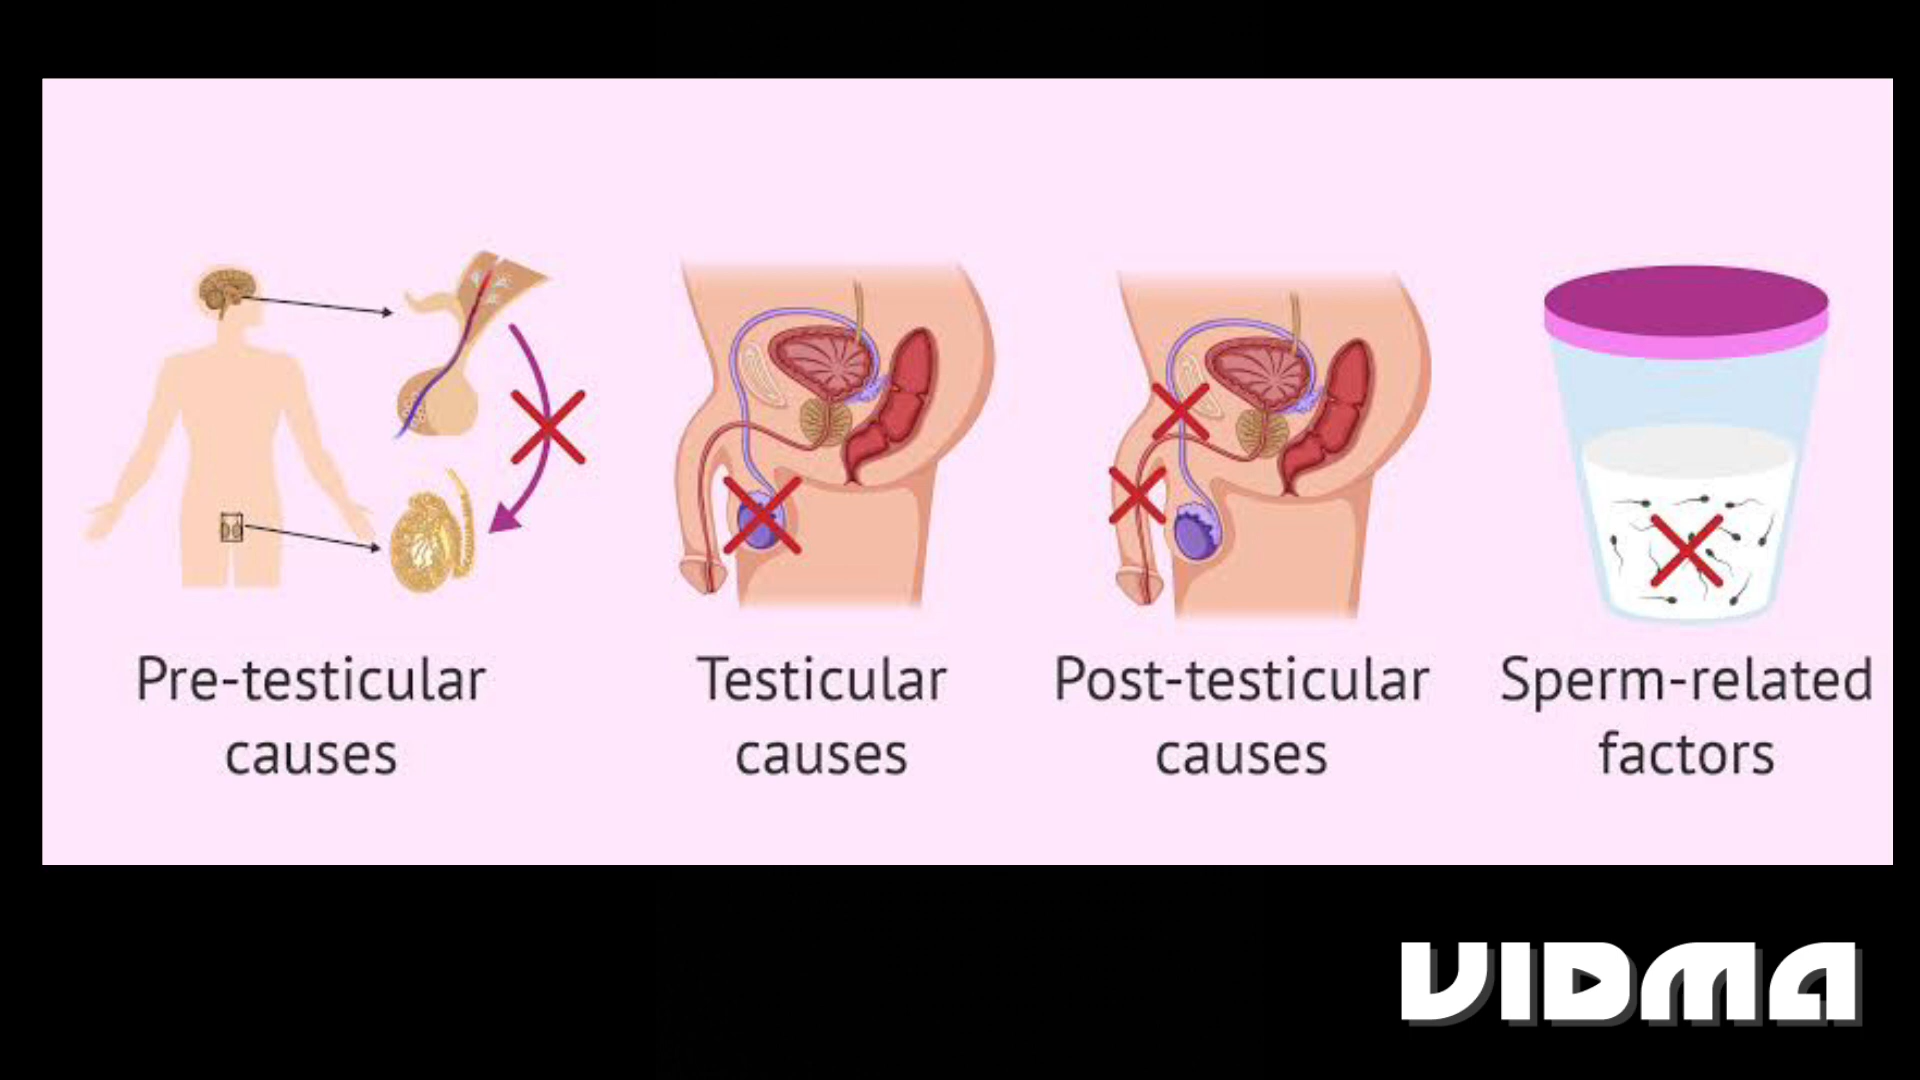 Pre-testicular
causes
Testicular
causes
Post-testicular
causes
Sperm-related
factors
VIDMA